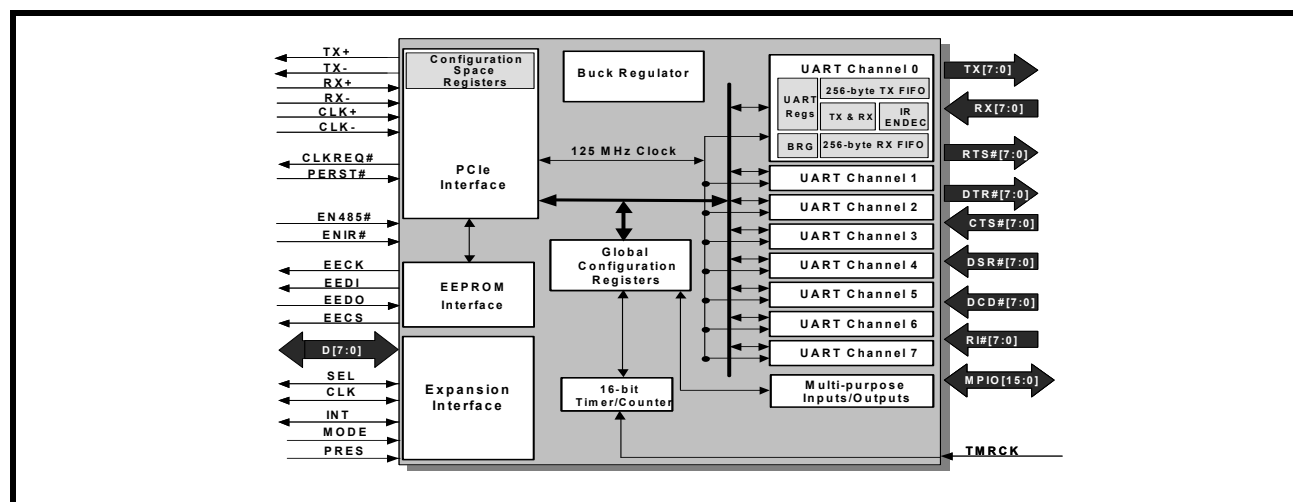 TX+
TX-
RX+
RX-
CLK+
CLK-
CLKREQ#
PERST#
EN485#
ENIR#
EECK
EEDI
EEDO
EECS
D[7:0]
SEL
CLK
INT
MODE
PRES
Configuration
Space
Registers
PCIe
Interface
EEPROM
Interface
Expansion
Interface
Buck Regulator
125 MHz Clock
Global
Configuration
Registers
16-bit
Timer/Counter
UART Channel 0
UART
Regs
256-byte TX FIFO
TX & RX
IR
ENDEC
BRG
256-byte RX FIFO
UART Channel 1
UART Channel 2
UART Channel 3
UART Channel 4
UART Channel 5
UART Channel 6
UART Channel 7
Multi-purpose
Inputs/Outputs
TX[7:0]
RX[7:0]
RTS#[7:0]
DTR#[7:0]
CTS#[7:0]
DSR#[7:0]
DCD#[7:0]
RI#[7:0]
MPIO[15:0]
TMRCK